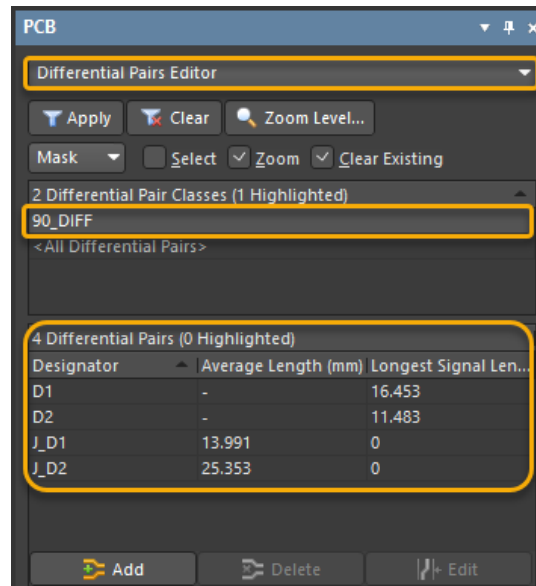 PCB
Differential Pairs Editor
Apply Clear Zoom Level...
Mask Select Zoom Clear Existing
2 Differential Pair Classes (1 Highlighted)
90_DIFF
<All Differential Pairs>
4 Differential Pairs (0 Highlighted)
Designator Average Length (mm) Longest Signal Len...
D1 - 16.453
D2 - 11.483
J_D1 13.991 0
J_D2 25.353 0
Add Delete Edit